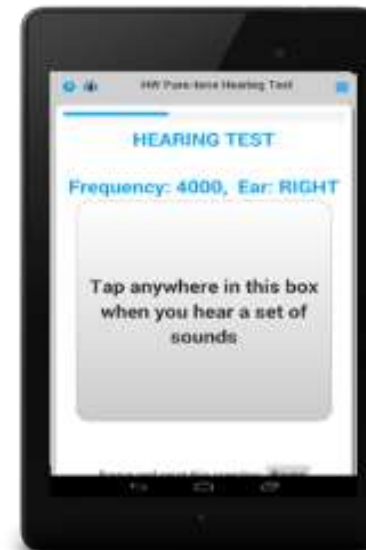 HW Pure-tone Hearing Test
HEARING TEST
Frequency: 4000, Ear: RIGHT
Tap anywhere in this box
when you hear a set of
sounds